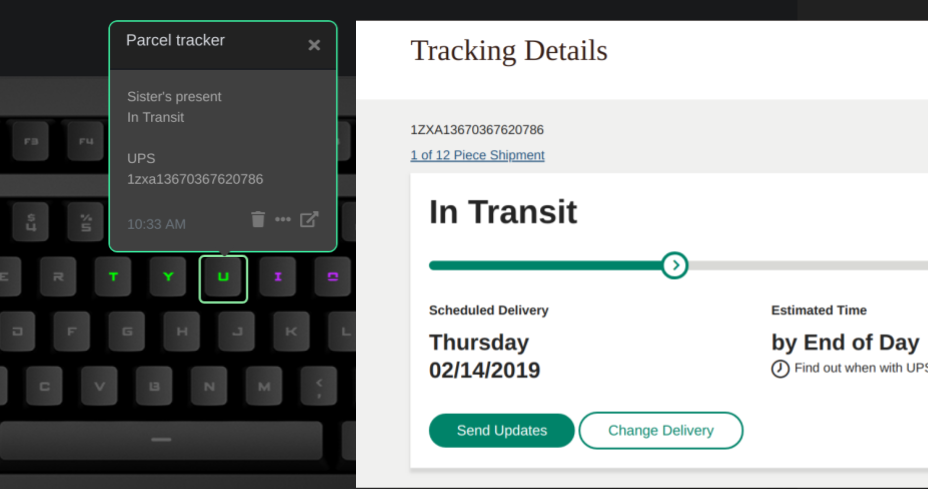 Parcel tracker
Sister's present
In Transit
UPS
1zxa13670367620786
10:33 AM
F3
F4
$
4
%
5
E
R
T
Y
U
I
O
D
F
G
H
J
K
L
C
V
B
N
M
<
,
Tracking Details
1ZXA13670367620786
1 of 12 Piece Shipment
In Transit
Scheduled Delivery
Thursday
02/14/2019
Estimated Time
by End of Day
Find out when with UPS
Send Updates
Change Delivery